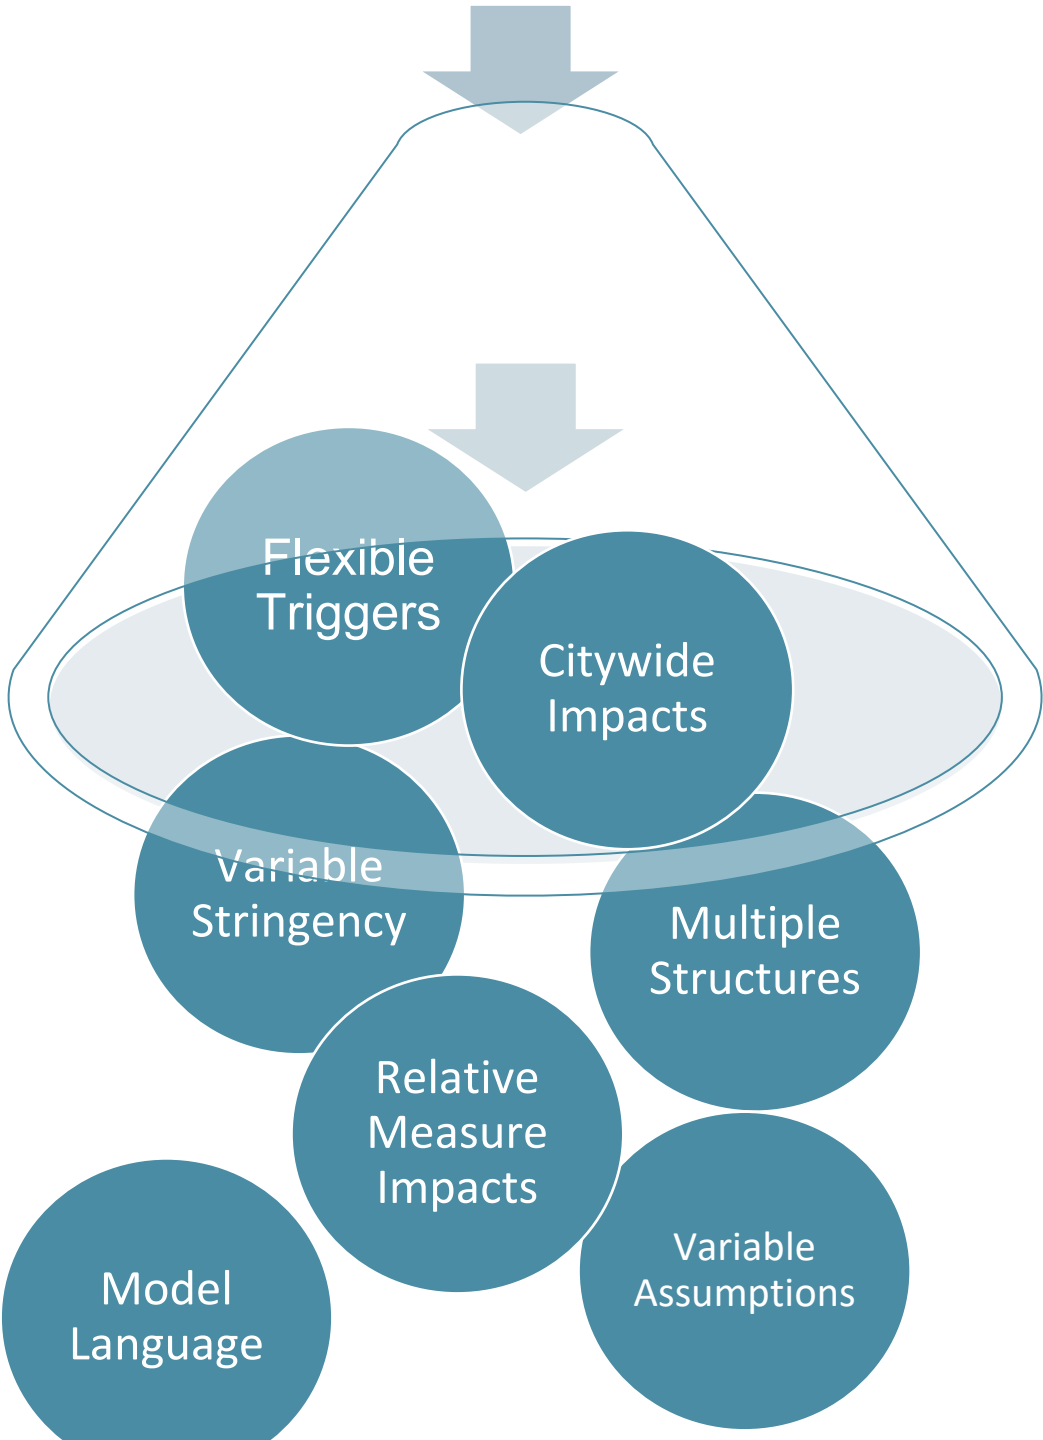 Flexible
Triggers
Citywide
Impacts
Variable
Stringency
Multiple
Structures
Relative
Measure
Impacts
Variable
Assumptions
Model
Language